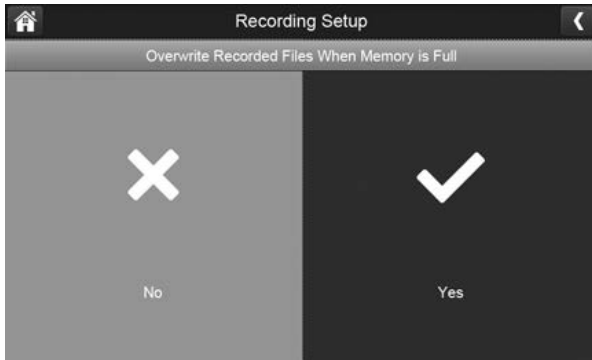 Recording Setup
Overwrite Recorded Files When Memory is Full
No
Yes